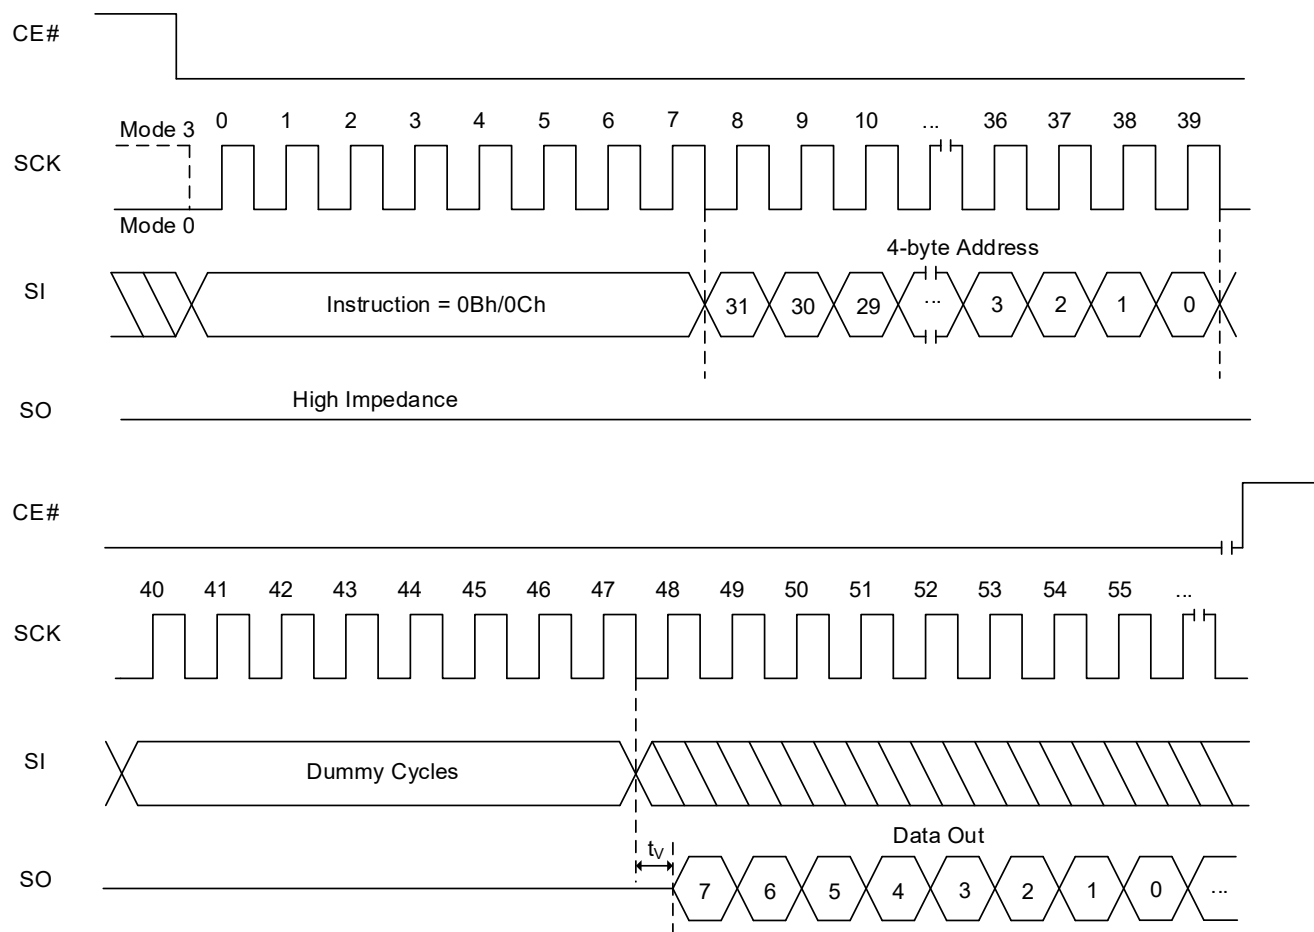 CE#
Mode 3 0 1 2 3 4 5 6 7 8 9 10 ... 36 37 38 39
SCK
Mode 0
4-byte Address
SI Instruction = 0Bh/0Ch 31 30 29 ... 3 2 1 0
High Impedance
SO
CE#
40 41 42 43 44 45 46 47 48 49 50 51 52 53 54 55 ...
SCK
SI Dummy Cycles
Data Out
tV
SO 7 6 5 4 3 2 1 0 ...